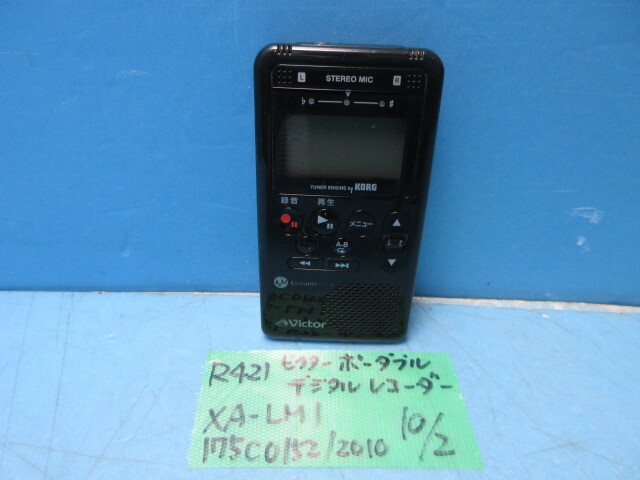 L STEREO MIC R
♭ ♯
TUNER ENGINE by KORG
録音 再生
メニュー
A-B
Lesson
Victor
R421 ビクター ポータブル
デジタルレコーダー
XA-LM1
175C0152/2010 10/2